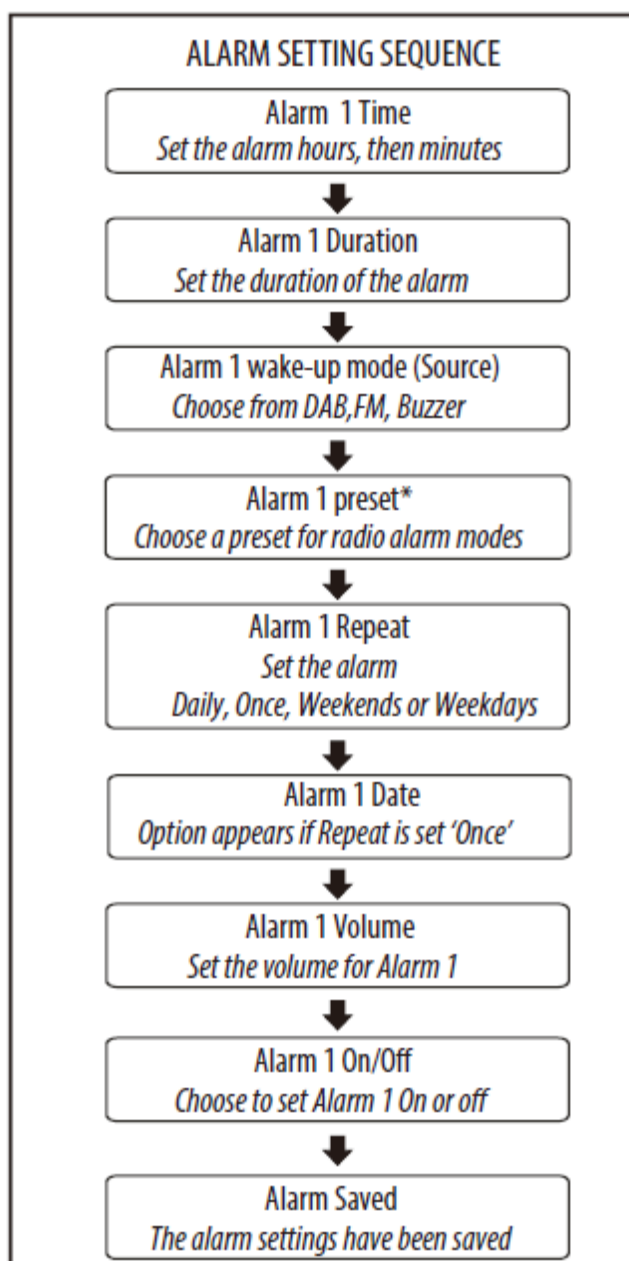 ALARM SETTING SEQUENCE
Alarm 1 Time
Set the alarm hours, then minutes
Alarm 1 Duration
Set the duration of the alarm
Alarm 1 wake-up mode (Source)
Choose from DAB,FM, Buzzer
Alarm 1 preset*
Choose a preset for radio alarm modes
Alarm 1 Repeat
Set the alarm
Daily, Once, Weekends or Weekdays
Alarm 1 Date
Option appears if Repeat is set ‘Once’
Alarm 1 Volume
Set the volume for Alarm 1
Alarm 1 On/Off
Choose to set Alarm 1 On or off
Alarm Saved
The alarm settings have been saved